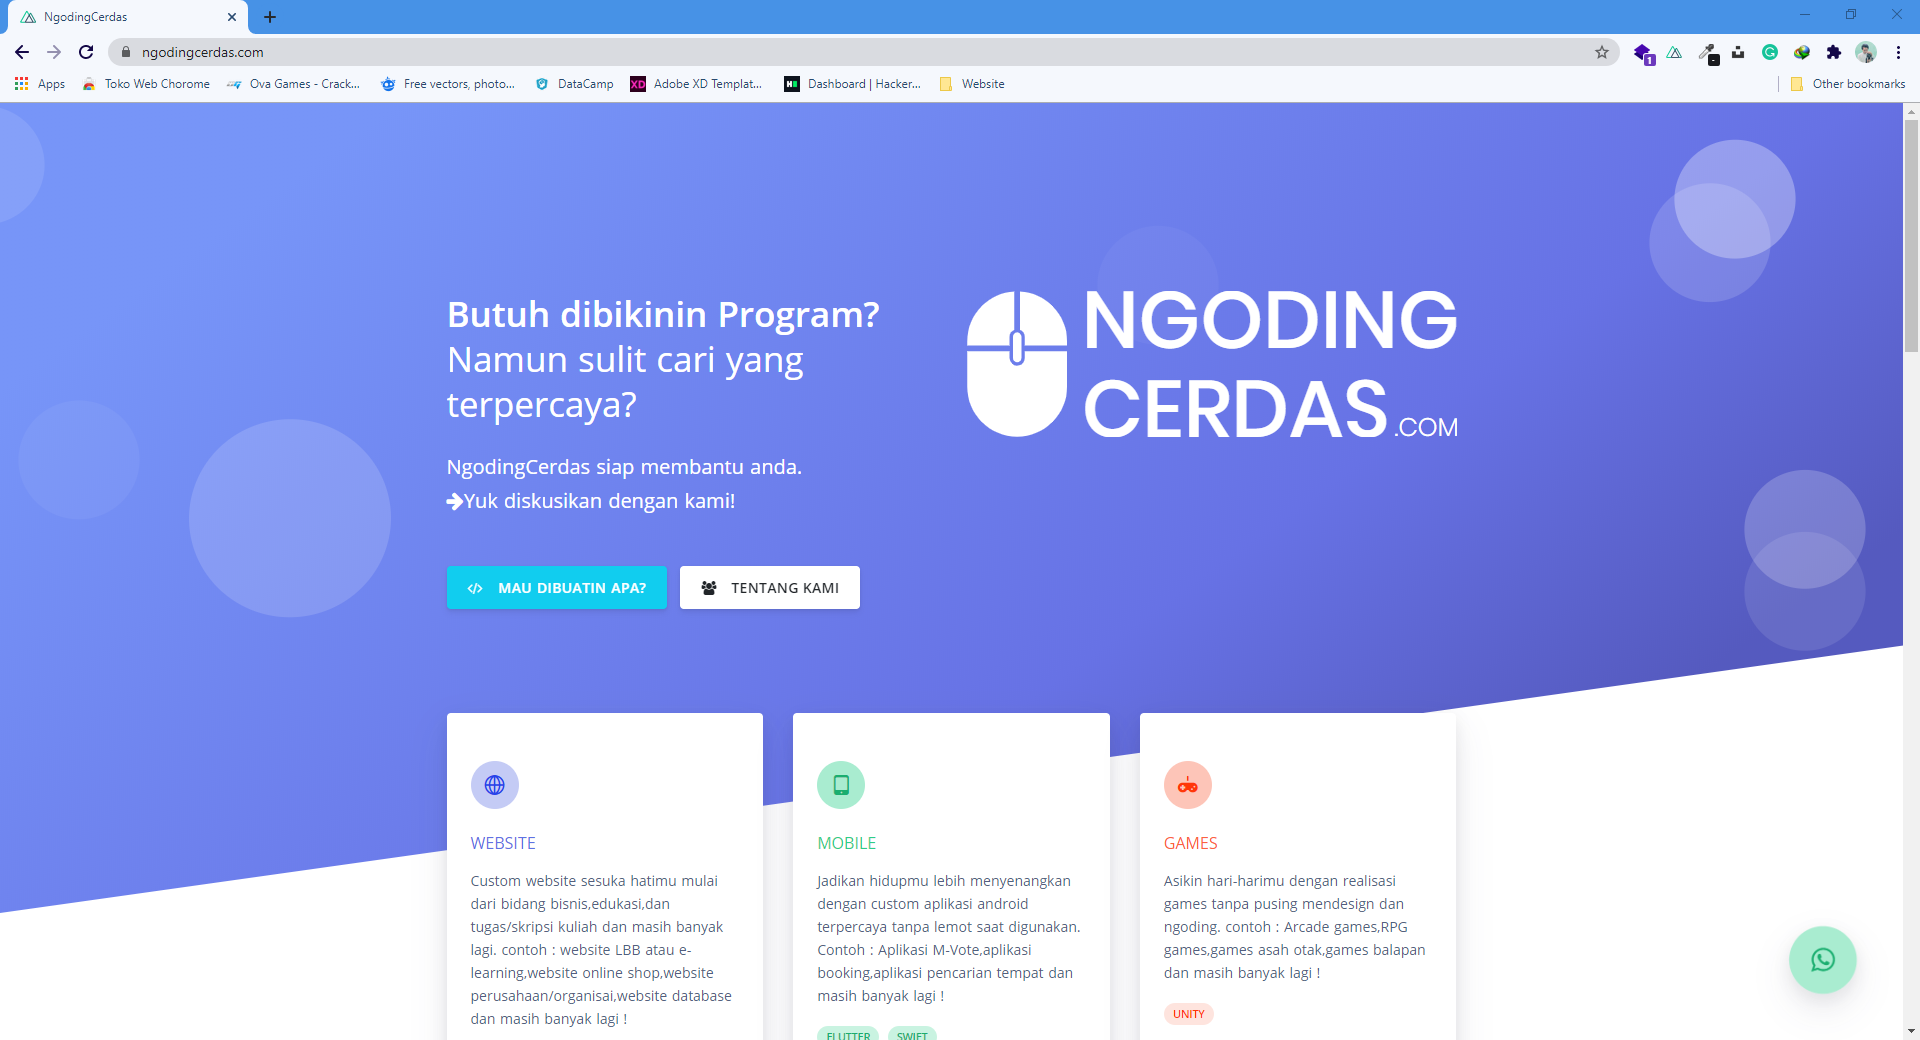 NgodingCerdas
ngodingcerdas.com
1
Apps
Toko Web Chorome
Ova Games - Crack...
Free vectors, photo...
DataCamp
XD
Adobe XD Templat...
Dashboard | Hacker...
Website
Other bookmarks
Butuh dibikinin Program?
Namun sulit cari yang
terpercaya?
NgodingCerdas siap membantu anda.
Yuk diskusikan dengan kami!
MAU DIBUATIN APA?
TENTANG KAMI
NGODING
CERDAS
.COM
WEBSITE
Custom website sesuka hatimu mulai
dari bidang bisnis,edukasi,dan
tugas/skripsi kuliah dan masih banyak
lagi. contoh : website LBB atau e-
learning,website online shop,website
perusahaan/organisai,website database
dan masih banyak lagi !
MOBILE
Jadikan hidupmu lebih menyenangkan
dengan custom aplikasi android
terpercaya tanpa lemot saat digunakan.
Contoh : Aplikasi M-Vote,aplikasi
booking,aplikasi pencarian tempat dan
masih banyak lagi !
FLUTTER
SWIFT
GAMES
Asikin hari-harimu dengan realisasi
games tanpa pusing mendesign dan
ngoding. contoh : Arcade games,RPG
games,games asah otak,games balapan
dan masih banyak lagi !
UNITY